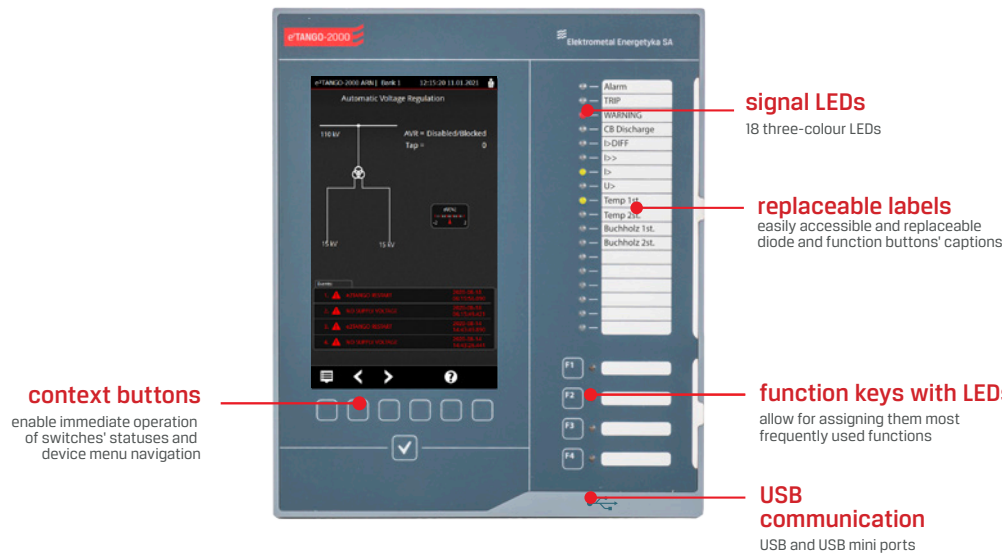 e²TANGO-2000
Elektrometal Energetyka SA
e²TANGO-2000 ARN | Bank 1 12:15:20 11.01.2021
Automatic Voltage Regulation
110 kV
AVR = Disabled/Blocked
Tap = 0
15 kV
15 kV
Alarm
TRIP
WARNING
CB Discharge
I>DIFF
I>>
I>
U>
Temp 1st.
Temp 2st.
Buchholz 1st.
Buchholz 2st.
F1
F2
F3
F4
signal LEDs
18 three-colour LEDs
replaceable labels
easily accessible and replaceable
diode and function buttons' captions
context buttons
enable immediate operation
of switches' statuses and
device menu navigation
function keys with LEDs
allow for assigning them most
frequently used functions
USB
communication
USB and USB mini ports